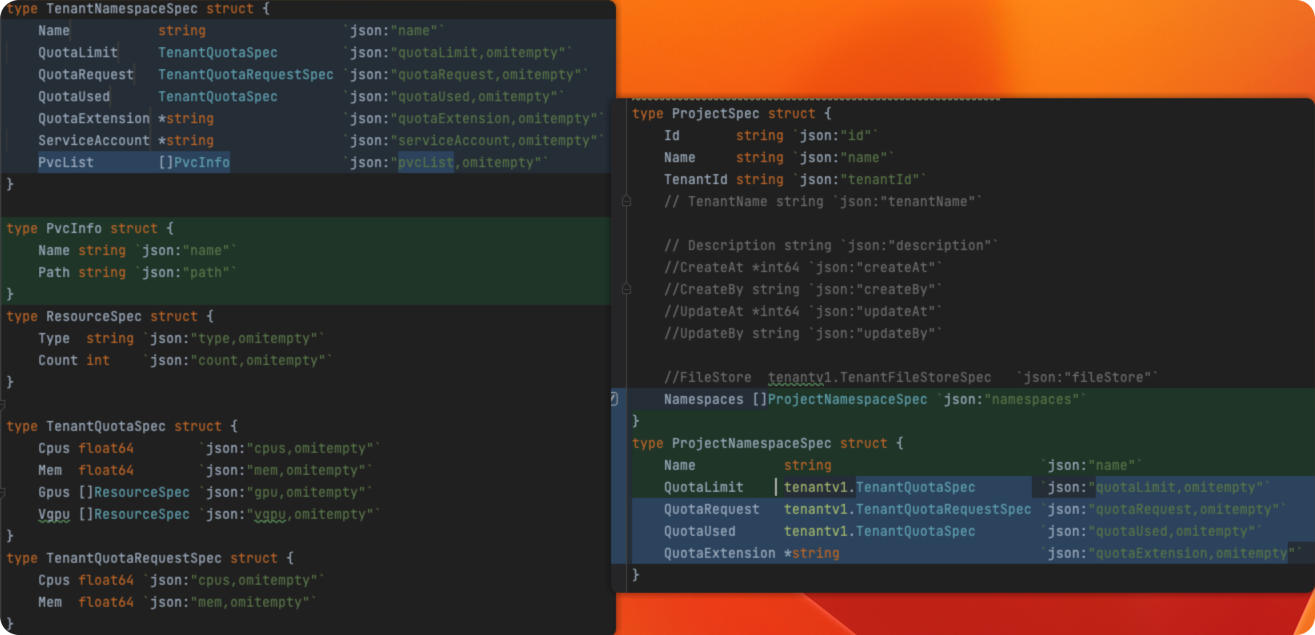 type TenantNamespaceSpec struct {
    Name           string                 `json:"name"`
    QuotaLimit     TenantQuotaSpec        `json:"quotaLimit,omitempty"`
    QuotaRequest   TenantQuotaRequestSpec `json:"quotaRequest,omitempty"`
    QuotaUsed      TenantQuotaSpec        `json:"quotaUsed,omitempty"`
    QuotaExtension *string                `json:"quotaExtension,omitempty"`
    ServiceAccount *string                `json:"serviceAccount,omitempty"`
    PvcList        []PvcInfo              `json:"pvcList,omitempty"`
}
type PvcInfo struct {
    Name string `json:"name"`
    Path string `json:"path"`
}
type ResourceSpec struct {
    Type  string `json:"type,omitempty"`
    Count int    `json:"count,omitempty"`
}
type TenantQuotaSpec struct {
    Cpus float64        `json:"cpus,omitempty"`
    Mem  float64        `json:"mem,omitempty"`
    Gpus []ResourceSpec `json:"gpu,omitempty"`
    Vgpu []ResourceSpec `json:"vgpu,omitempty"`
}
type TenantQuotaRequestSpec struct {
    Cpus float64 `json:"cpus,omitempty"`
    Mem  float64 `json:"mem,omitempty"`
}
type ProjectSpec struct {
    Id       string `json:"id"`
    Name     string `json:"name"`
    TenantId string `json:"tenantId"`
    // TenantName string `json:"tenantName"`
    // Description string `json:"description"`
    //CreateAt *int64 `json:"createAt"`
    //CreateBy string `json:"createBy"`
    //UpdateAt *int64 `json:"updateAt"`
    //UpdateBy string `json:"updateBy"`
    //FileStore  tenantv1.TenantFileStoreSpec   `json:"fileStore"`
    Namespaces []ProjectNamespaceSpec `json:"namespaces"`
}
type ProjectNamespaceSpec struct {
    Name           string                          `json:"name"`
    QuotaLimit     tenantv1.TenantQuotaSpec        `json:"quotaLimit,omitempty"`
    QuotaRequest   tenantv1.TenantQuotaRequestSpec `json:"quotaRequest,omitempty"`
    QuotaUsed      tenantv1.TenantQuotaSpec        `json:"quotaUsed,omitempty"`
    QuotaExtension *string                         `json:"quotaExtension,omitempty"`
}